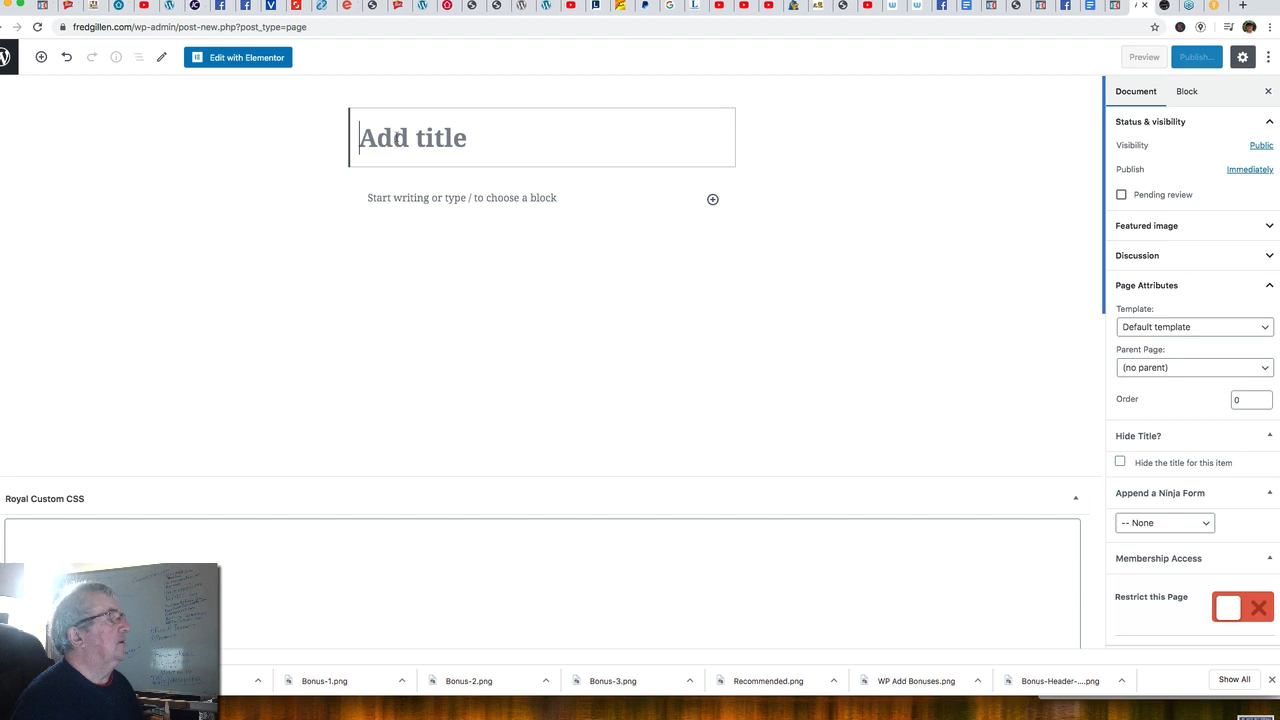 fredgillen.com/wp-admin/post-new.php?post_type=page
Edit with Elementor
Preview
Publish...
Document
Block
Add title
Start writing or type / to choose a block
Status & visibility
Visibility
Public
Publish
Immediately
Pending review
Featured image
Discussion
Page Attributes
Template:
Default template
Parent Page:
(no parent)
Order
0
Hide Title?
Hide the title for this item
Append a Ninja Form
-- None
Membership Access
Restrict this Page
Royal Custom CSS
Bonus-1.png
Bonus-2.png
Bonus-3.png
Recommended.png
WP Add Bonuses.png
Bonus-Header-....png
Show All